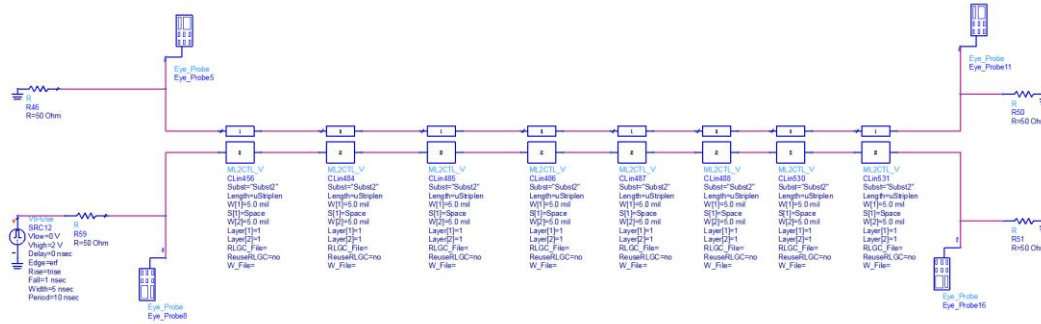 Eye_Probe
Eye_Probe5
Eye_Probe
Eye_Probe11
R
R46
R=50 Ohm
R
R50
R=50 Ohm
ML2CTL_V
CLin456
Subst="Subst2"
Length=uStriplen
W[1]=5.0 mil
S[1]=Space
W[2]=5.0 mil
Layer[1]=1
Layer[2]=1
RLGC_File=
ReuseRLGC=no
W_File=
ML2CTL_V
CLin484
Subst="Subst2"
Length=uStriplen
W[1]=5.0 mil
S[1]=Space
W[2]=5.0 mil
Layer[1]=1
Layer[2]=1
RLGC_File=
ReuseRLGC=no
W_File=
ML2CTL_V
CLin485
Subst="Subst2"
Length=uStriplen
W[1]=5.0 mil
S[1]=Space
W[2]=5.0 mil
Layer[1]=1
Layer[2]=1
RLGC_File=
ReuseRLGC=no
W_File=
ML2CTL_V
CLin486
Subst="Subst2"
Length=uStriplen
W[1]=5.0 mil
S[1]=Space
W[2]=5.0 mil
Layer[1]=1
Layer[2]=1
RLGC_File=
ReuseRLGC=no
W_File=
ML2CTL_V
CLin487
Subst="Subst2"
Length=uStriplen
W[1]=5.0 mil
S[1]=Space
W[2]=5.0 mil
Layer[1]=1
Layer[2]=1
RLGC_File=
ReuseRLGC=no
W_File=
ML2CTL_V
CLin488
Subst="Subst2"
Length=uStriplen
W[1]=5.0 mil
S[1]=Space
W[2]=5.0 mil
Layer[1]=1
Layer[2]=1
RLGC_File=
ReuseRLGC=no
W_File=
ML2CTL_V
CLin530
Subst="Subst2"
Length=uStriplen
W[1]=5.0 mil
S[1]=Space
W[2]=5.0 mil
Layer[1]=1
Layer[2]=1
RLGC_File=
ReuseRLGC=no
W_File=
ML2CTL_V
CLin531
Subst="Subst2"
Length=uStriplen
W[1]=5.0 mil
S[1]=Space
W[2]=5.0 mil
Layer[1]=1
Layer[2]=1
RLGC_File=
ReuseRLGC=no
W_File=
SRC12
Vlow=0 V
Vhigh=2 V
Delay=0 nsec
Edge=erf
Rise=trise
Fall=1 nsec
Width=5 nsec
Period=10 nsec
R
R59
R=50 Ohm
R
R51
R=50 Ohm
Eye_Probe
Eye_Probe8
Eye_Probe
Eye_Probe16